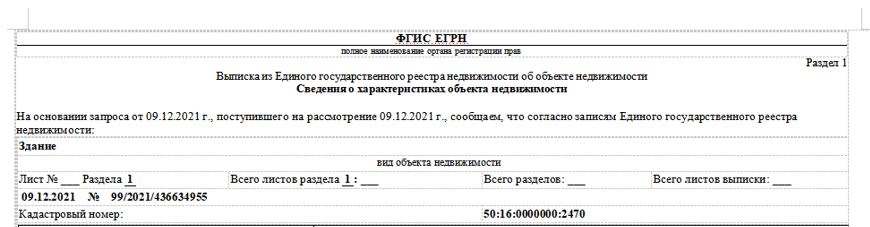 ФГИС ЕГРН
полное наименование органа регистрации прав
Раздел 1
Выписка из Единого государственного реестра недвижимости об объекте недвижимости
Сведения о характеристиках объекта недвижимости
На основании запроса от 09.12.2021 г., поступившего на рассмотрение 09.12.2021 г., сообщаем, что согласно записям Единого государственного реестра
недвижимости:
Здание
вид объекта недвижимости
Лист № ___ Раздела 1 Всего листов раздела 1 : ___ Всего разделов: ___ Всего листов выписки: ___
09.12.2021 № 99/2021/436634955
Кадастровый номер: 50:16:0000000:2470